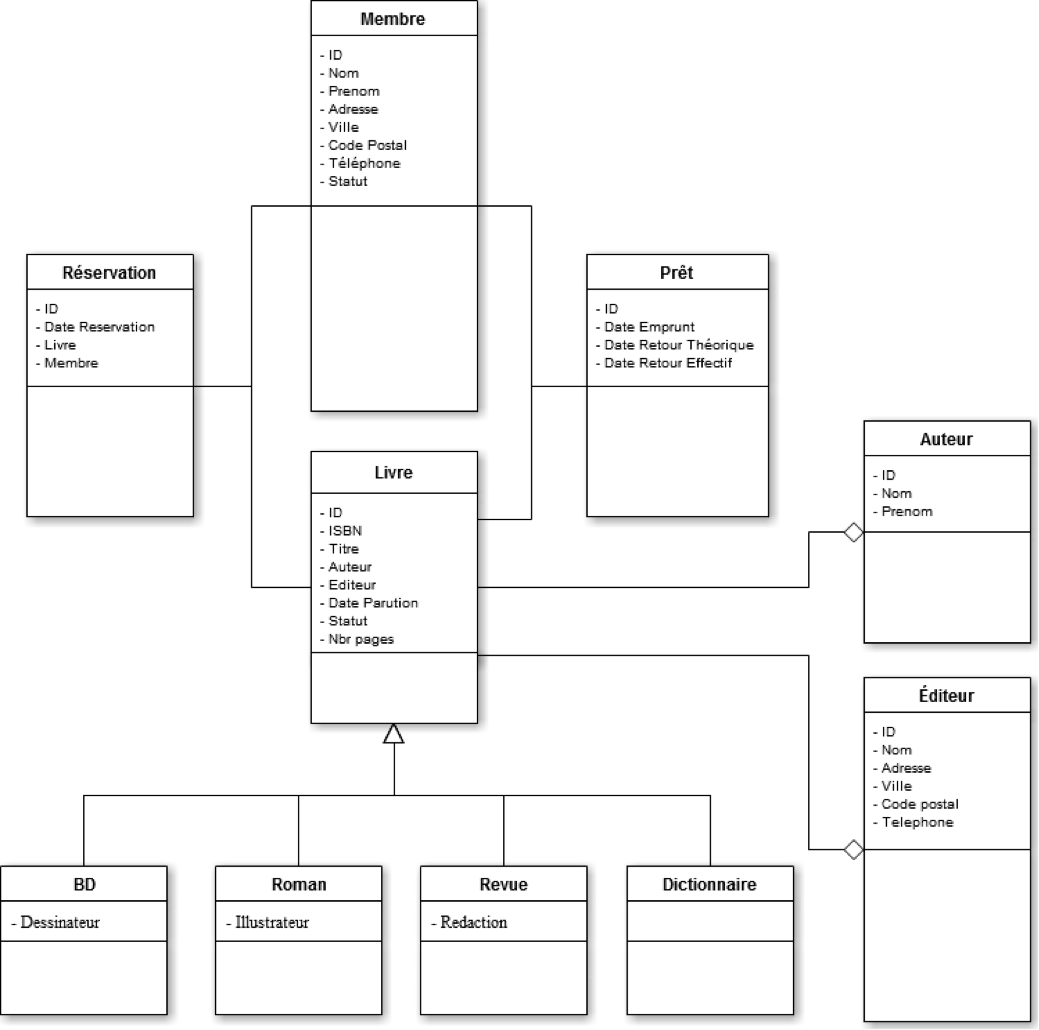 Membre
- ID
- Nom
- Prenom
- Adresse
- Ville
- Code Postal
- Téléphone
- Statut
Réservation
- ID
- Date Reservation
- Livre
- Membre
Prêt
- ID
- Date Emprunt
- Date Retour Théorique
- Date Retour Effectif
Livre
- ID
- ISBN
- Titre
- Auteur
- Editeur
- Date Parution
- Statut
- Nbr pages
Auteur
- ID
- Nom
- Prenom
Éditeur
- ID
- Nom
- Adresse
- Ville
- Code postal
- Telephone
BD
- Dessinateur
Roman
- Illustrateur
Revue
- Redaction
Dictionnaire